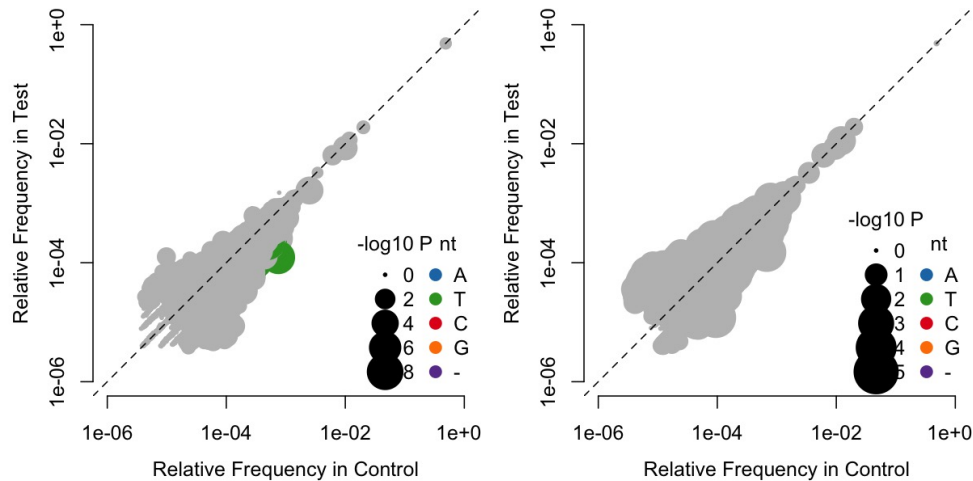 1e+0
1e-02
1e-04
1e-06
Relative Frequency in Test
-log10 P nt
0 A
2 T
4 C
6 G
8 -
1e-06 1e-04 1e-02 1e+0
Relative Frequency in Control
1e+0
1e-02
1e-04
1e-06
Relative Frequency in Test
-log10 P
nt
0
1 A
2 T
3 C
4 G
5 -
1e-06 1e-04 1e-02 1e+0
Relative Frequency in Control